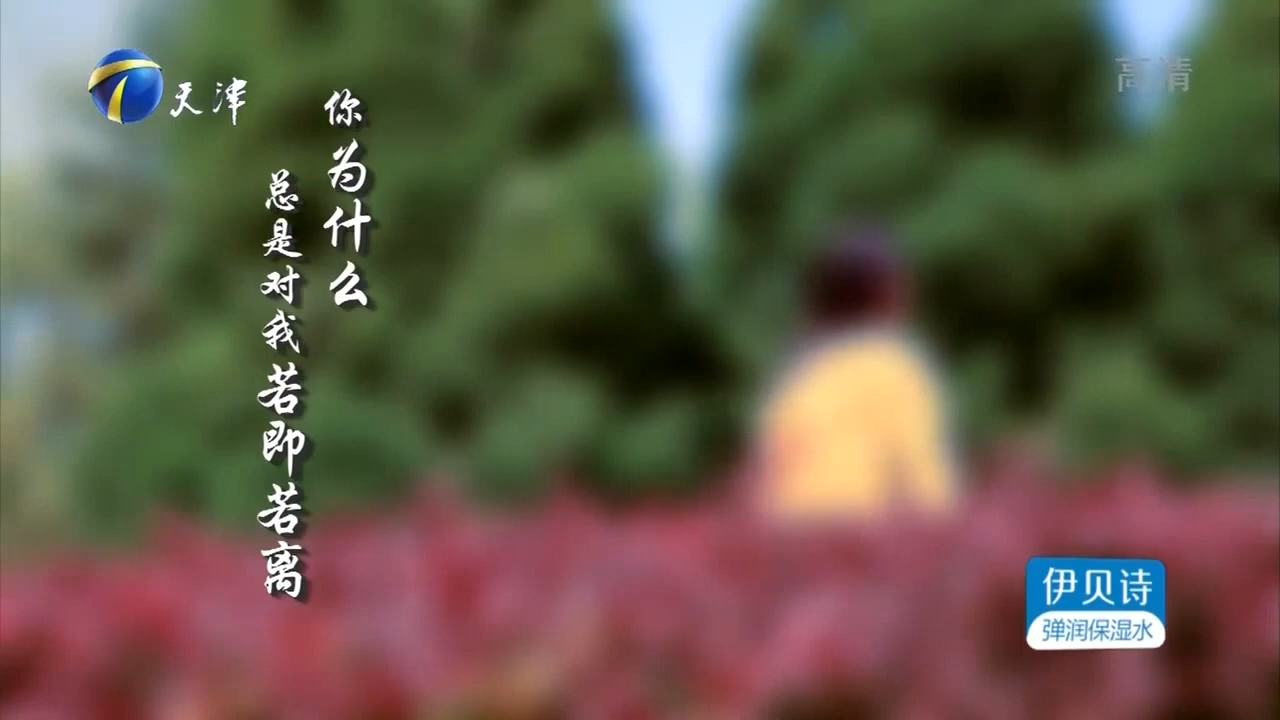 天津
高清
你为什么
总是对我若即若离
伊贝诗
弹润保湿水